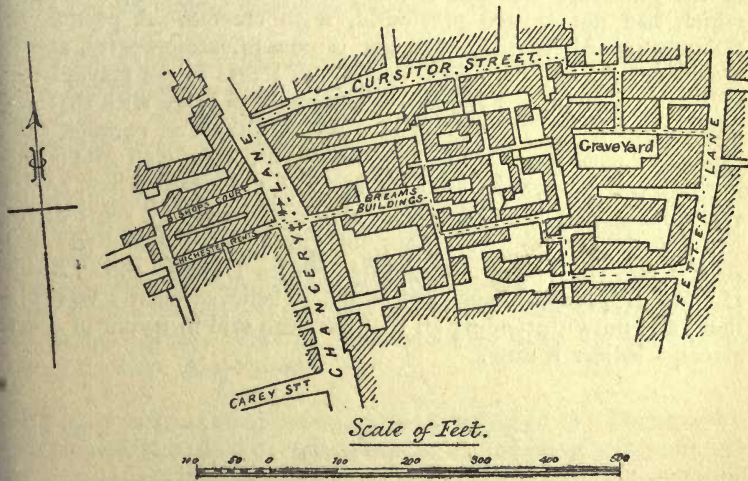 CURSITOR STREET
Grave Yard
CHANCERY LANE
BREAMS
BUILDINGS
BISHOPS COURT
CHICHESTER RENTS
FETTER LANE
CAREY STT.
Scale of Feet.
100 50 0 100 200 300 400 500